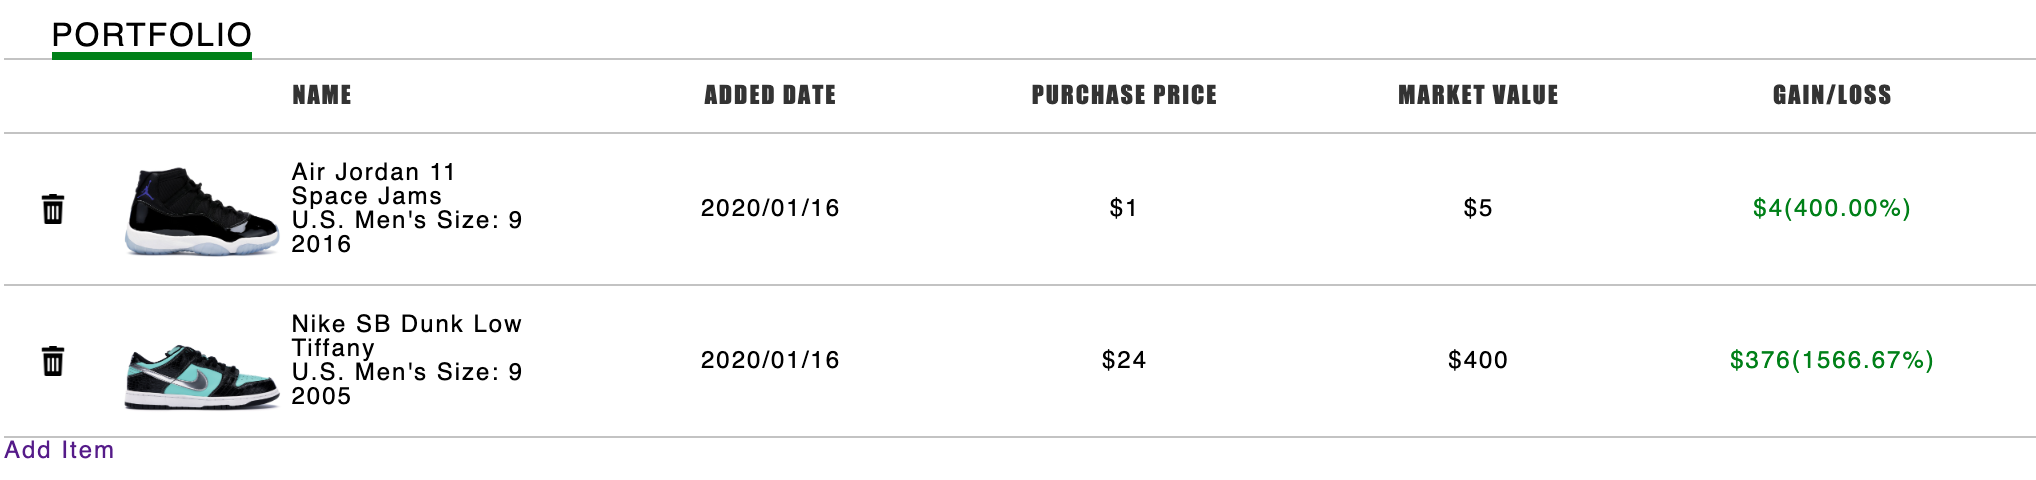 PORTFOLIO
NAME ADDED DATE PURCHASE PRICE MARKET VALUE GAIN/LOSS
Air Jordan 11
Space Jams
U.S. Men's Size: 9
2016
2020/01/16 $1 $5 $4(400.00%)
Nike SB Dunk Low
Tiffany
U.S. Men's Size: 9
2005
2020/01/16 $24 $400 $376(1566.67%)
Add Item